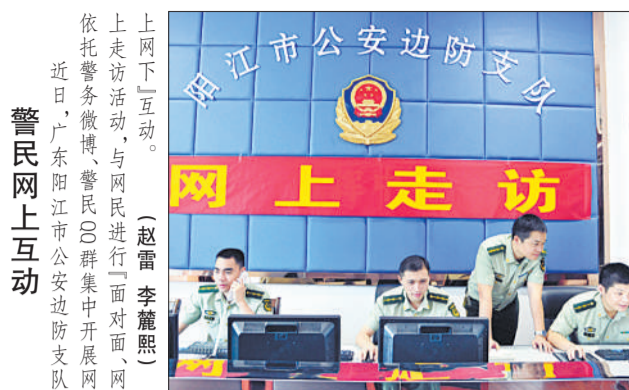 警民网上互动
近日,广东阳江市公安边防支队
依托警务微博、警民QQ群集中开展网
上走访活动,与网民进行『面对面、网
上网下』互动。
(赵雷 李麓熙)
阳江市公安边防支队
网上走访